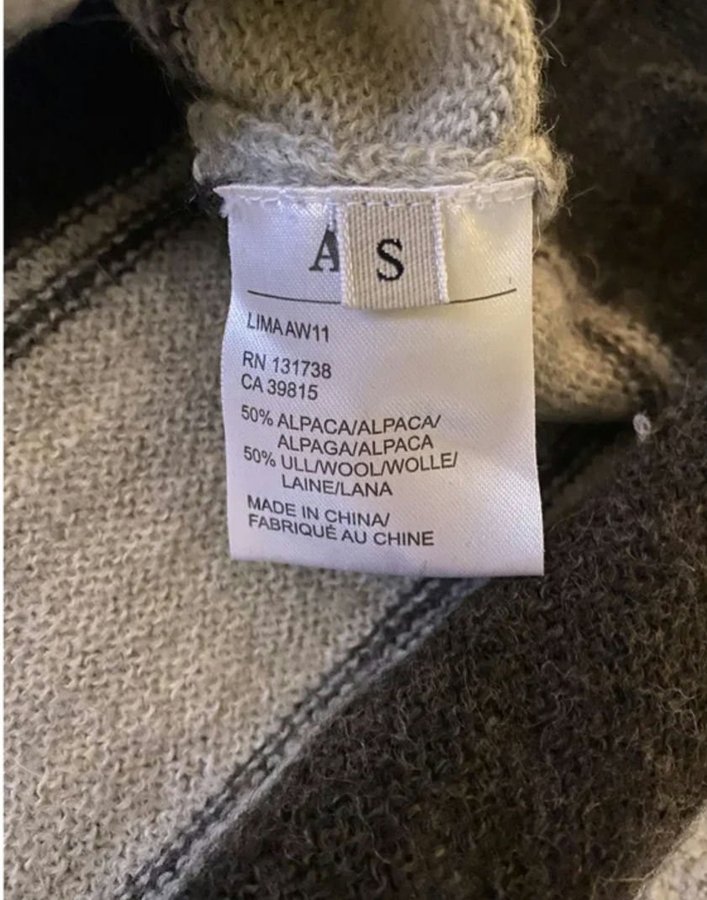 A
S
LIMA AW11
RN 131738
CA 39815
50% ALPACA/ALPACA/
ALPAGA/ALPACA
50% ULL/WOOL/WOLLE/
LAINE/LANA
MADE IN CHINA/
FABRIQUÉ AU CHINE